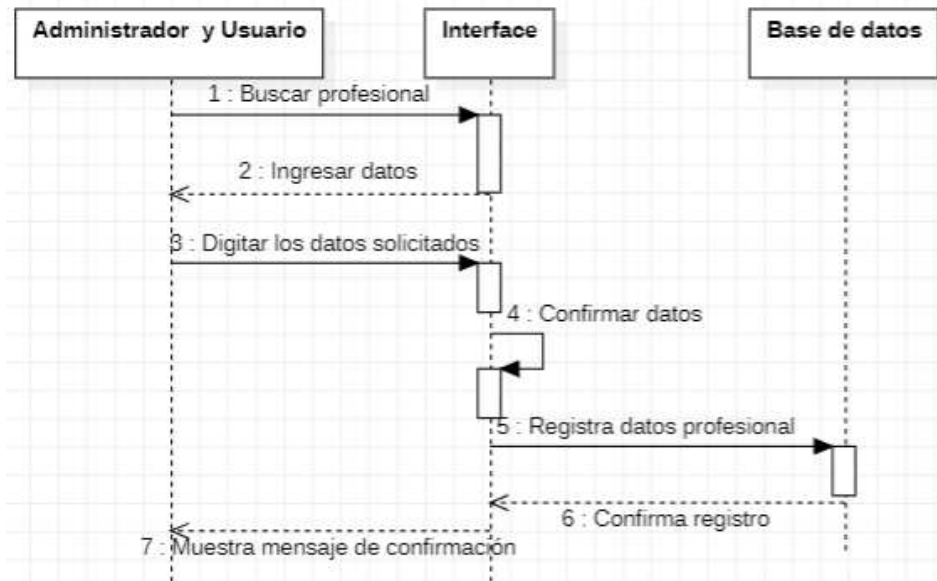 Administrador y Usuario
Interface
Base de datos
1 : Buscar profesional
2 : Ingresar datos
3 : Digitar los datos solicitados
4 : Confirmar datos
5 : Registra datos profesional
6 : Confirma registro
7 : Muestra mensaje de confirmación